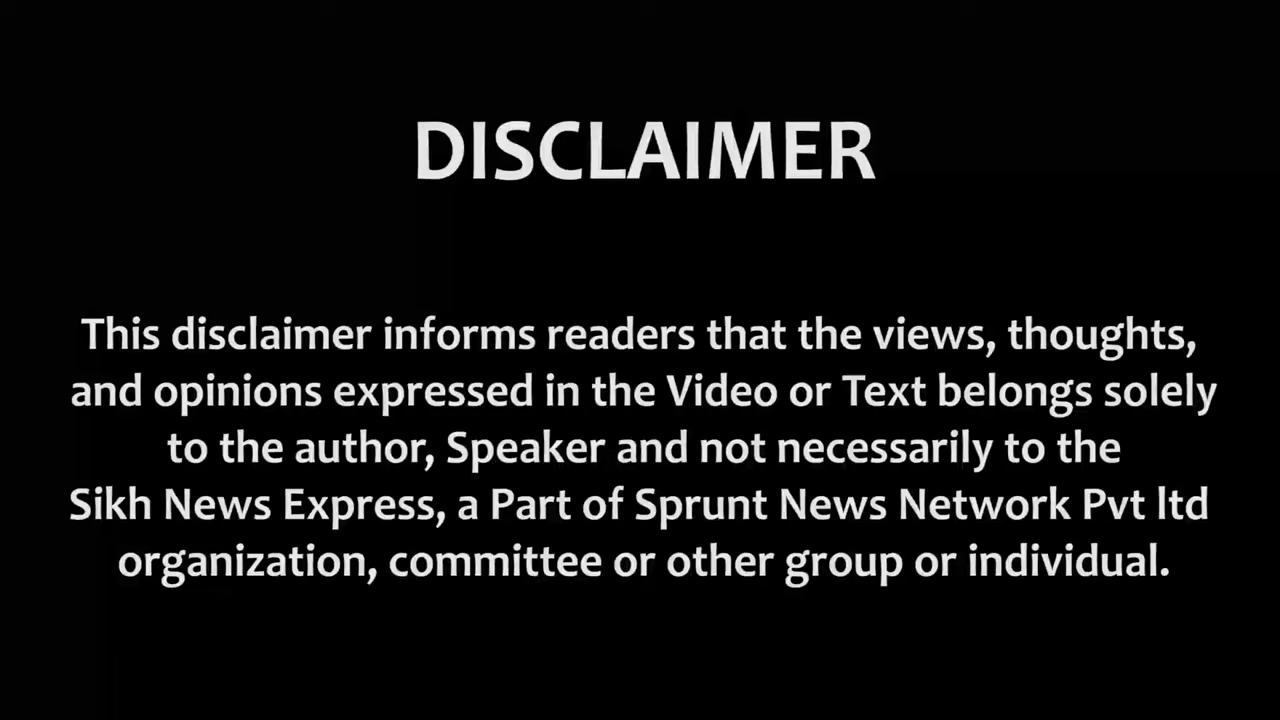 DISCLAIMER
This disclaimer informs readers that the views, thoughts,
and opinions expressed in the Video or Text belongs solely
to the author, Speaker and not necessarily to the
Sikh News Express, a Part of Sprunt News Network Pvt ltd
organization, committee or other group or individual.